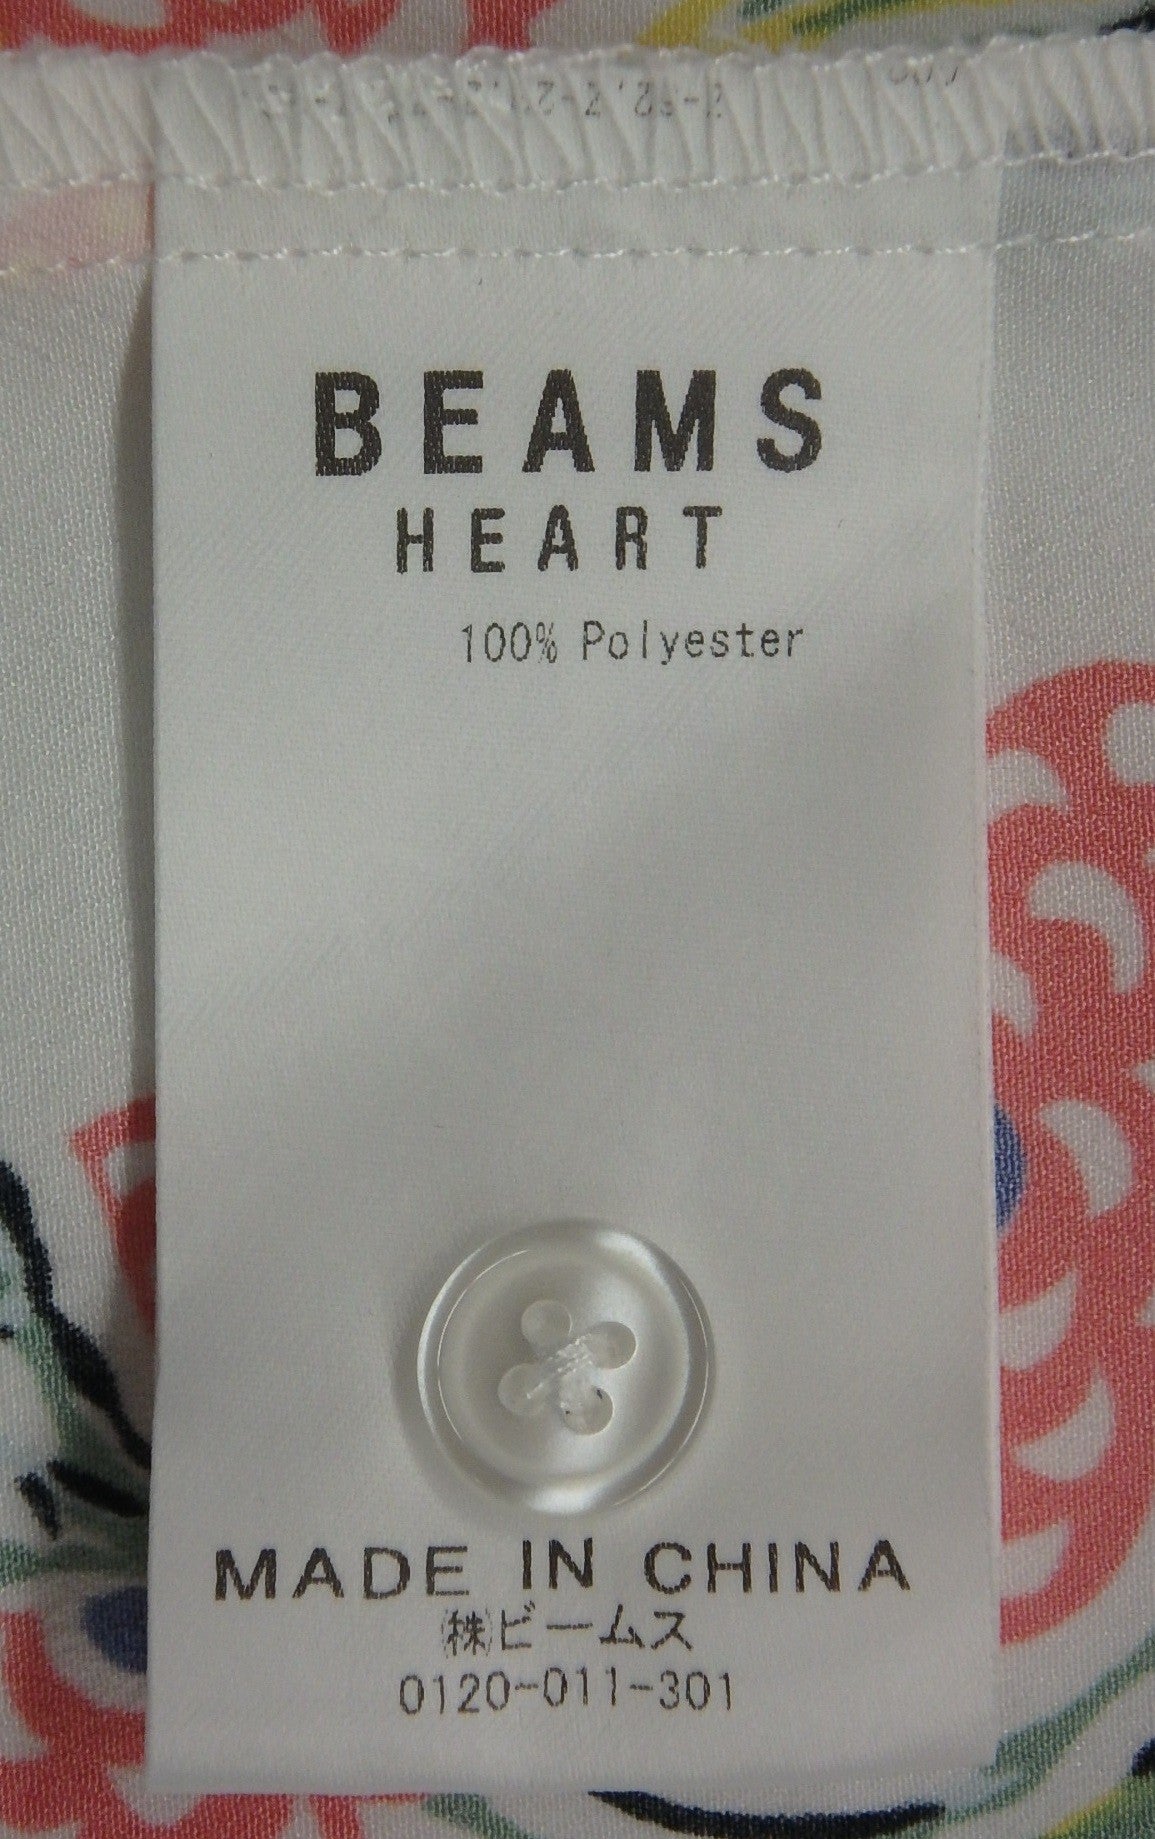 BEAMS
HEART
100% Polyester
MADE IN CHINA
㈱ビームス
0120-011-301